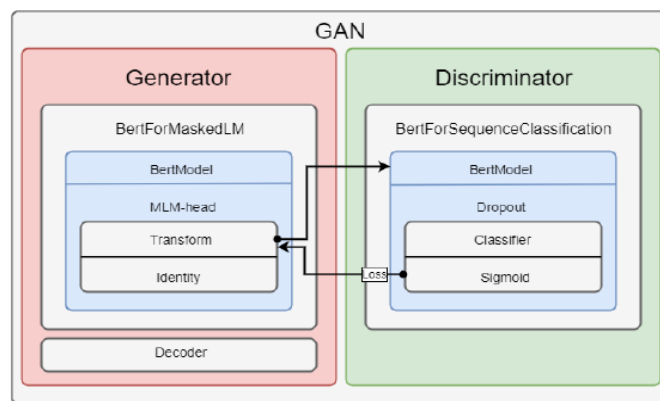 GAN
Generator
BertForMaskedLM
BertModel
MLM-head
Transform
Identity
Decoder
Discriminator
BertForSequenceClassification
BertModel
Dropout
Classifier
Sigmoid
Loss